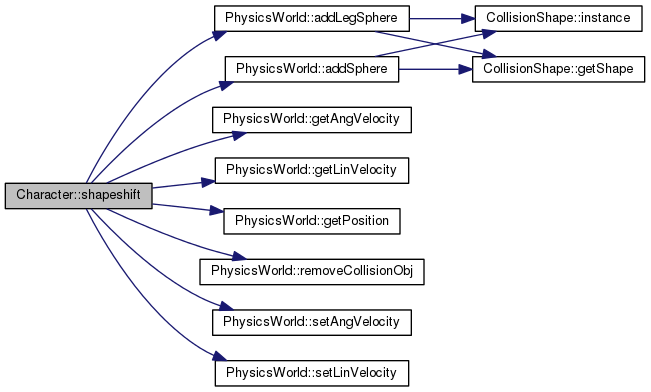 PhysicsWorld::addLegSphere
CollisionShape::instance
PhysicsWorld::addSphere
CollisionShape::getShape
PhysicsWorld::getAngVelocity
PhysicsWorld::getLinVelocity
Character::shapeshift
PhysicsWorld::getPosition
PhysicsWorld::removeCollisionObj
PhysicsWorld::setAngVelocity
PhysicsWorld::setLinVelocity